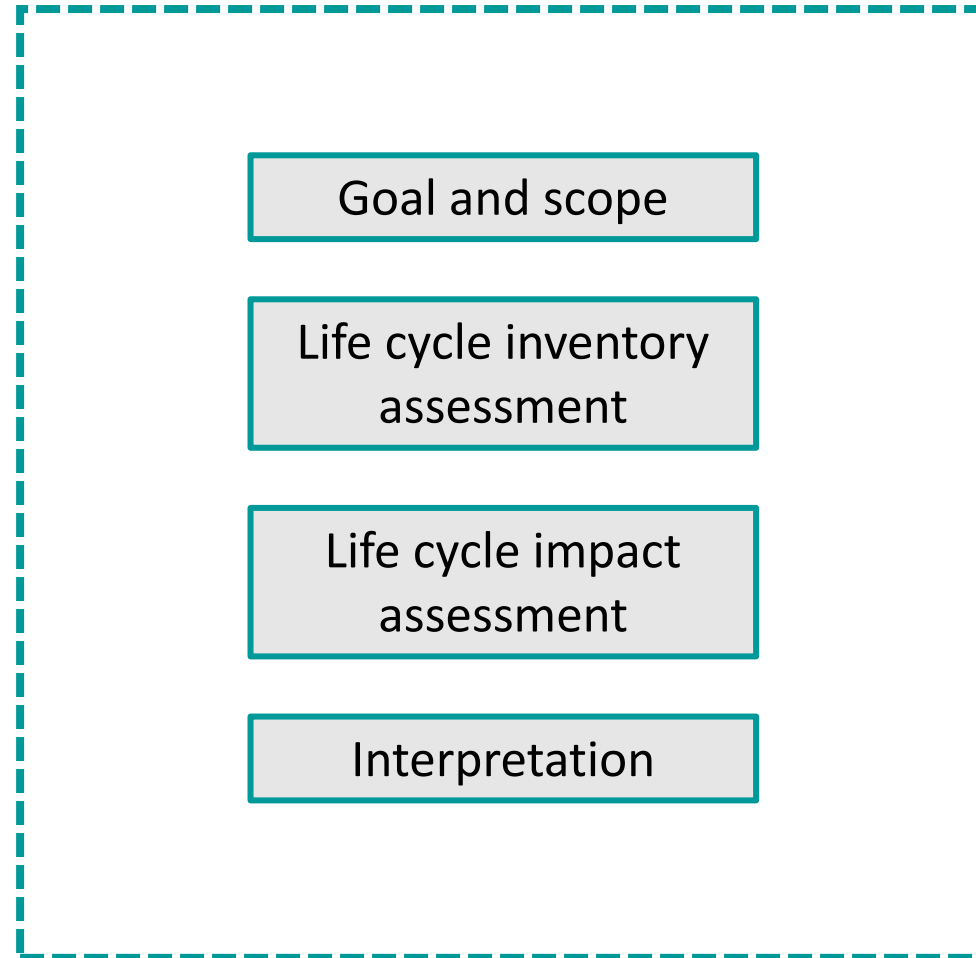 Goal and scope
Life cycle inventory
assessment
Life cycle impact
assessment
Interpretation